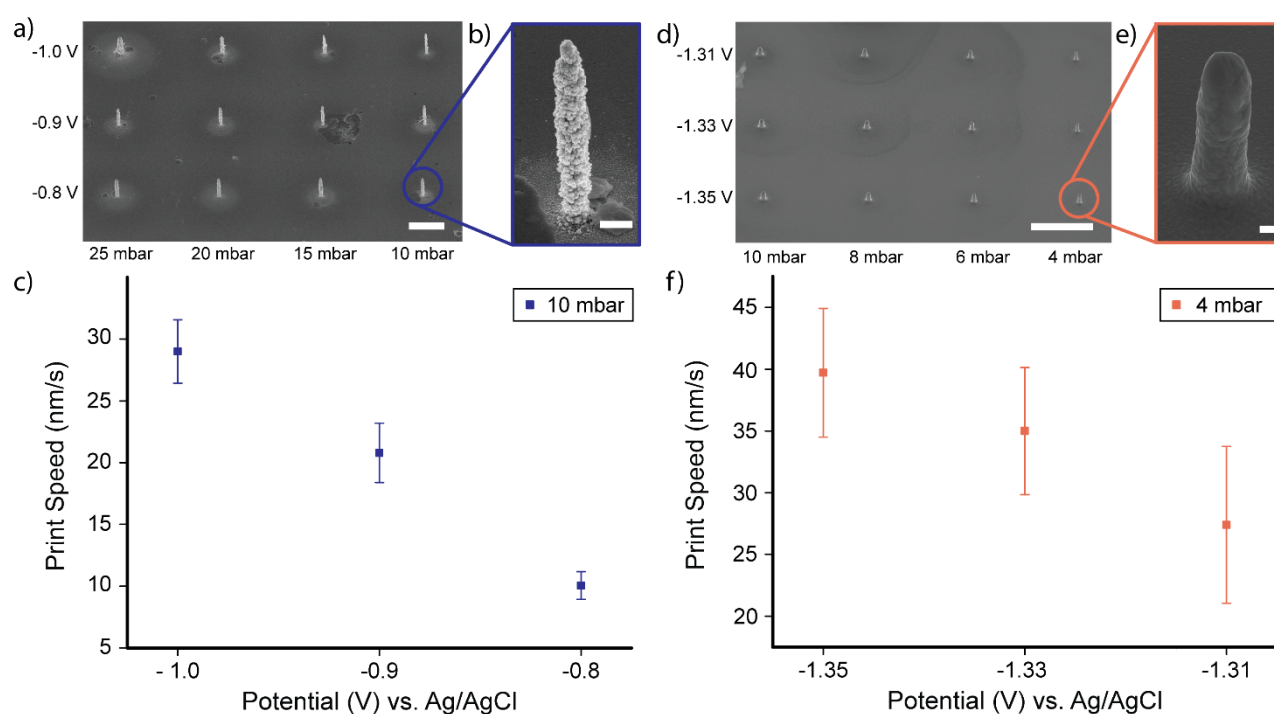 a)
-1.0 V
-0.9 V
-0.8 V
25 mbar 20 mbar 15 mbar 10 mbar
b)
d)
-1.31 V
-1.33 V
-1.35 V
10 mbar 8 mbar 6 mbar 4 mbar
e)
c)
10 mbar
Print Speed (nm/s)
30
25
20
15
10
5
- 1.0 -0.9 -0.8
Potential (V) vs. Ag/AgCl
f)
4 mbar
Print Speed (nm/s)
45
40
35
30
25
20
-1.35 -1.33 -1.31
Potential (V) vs. Ag/AgCl